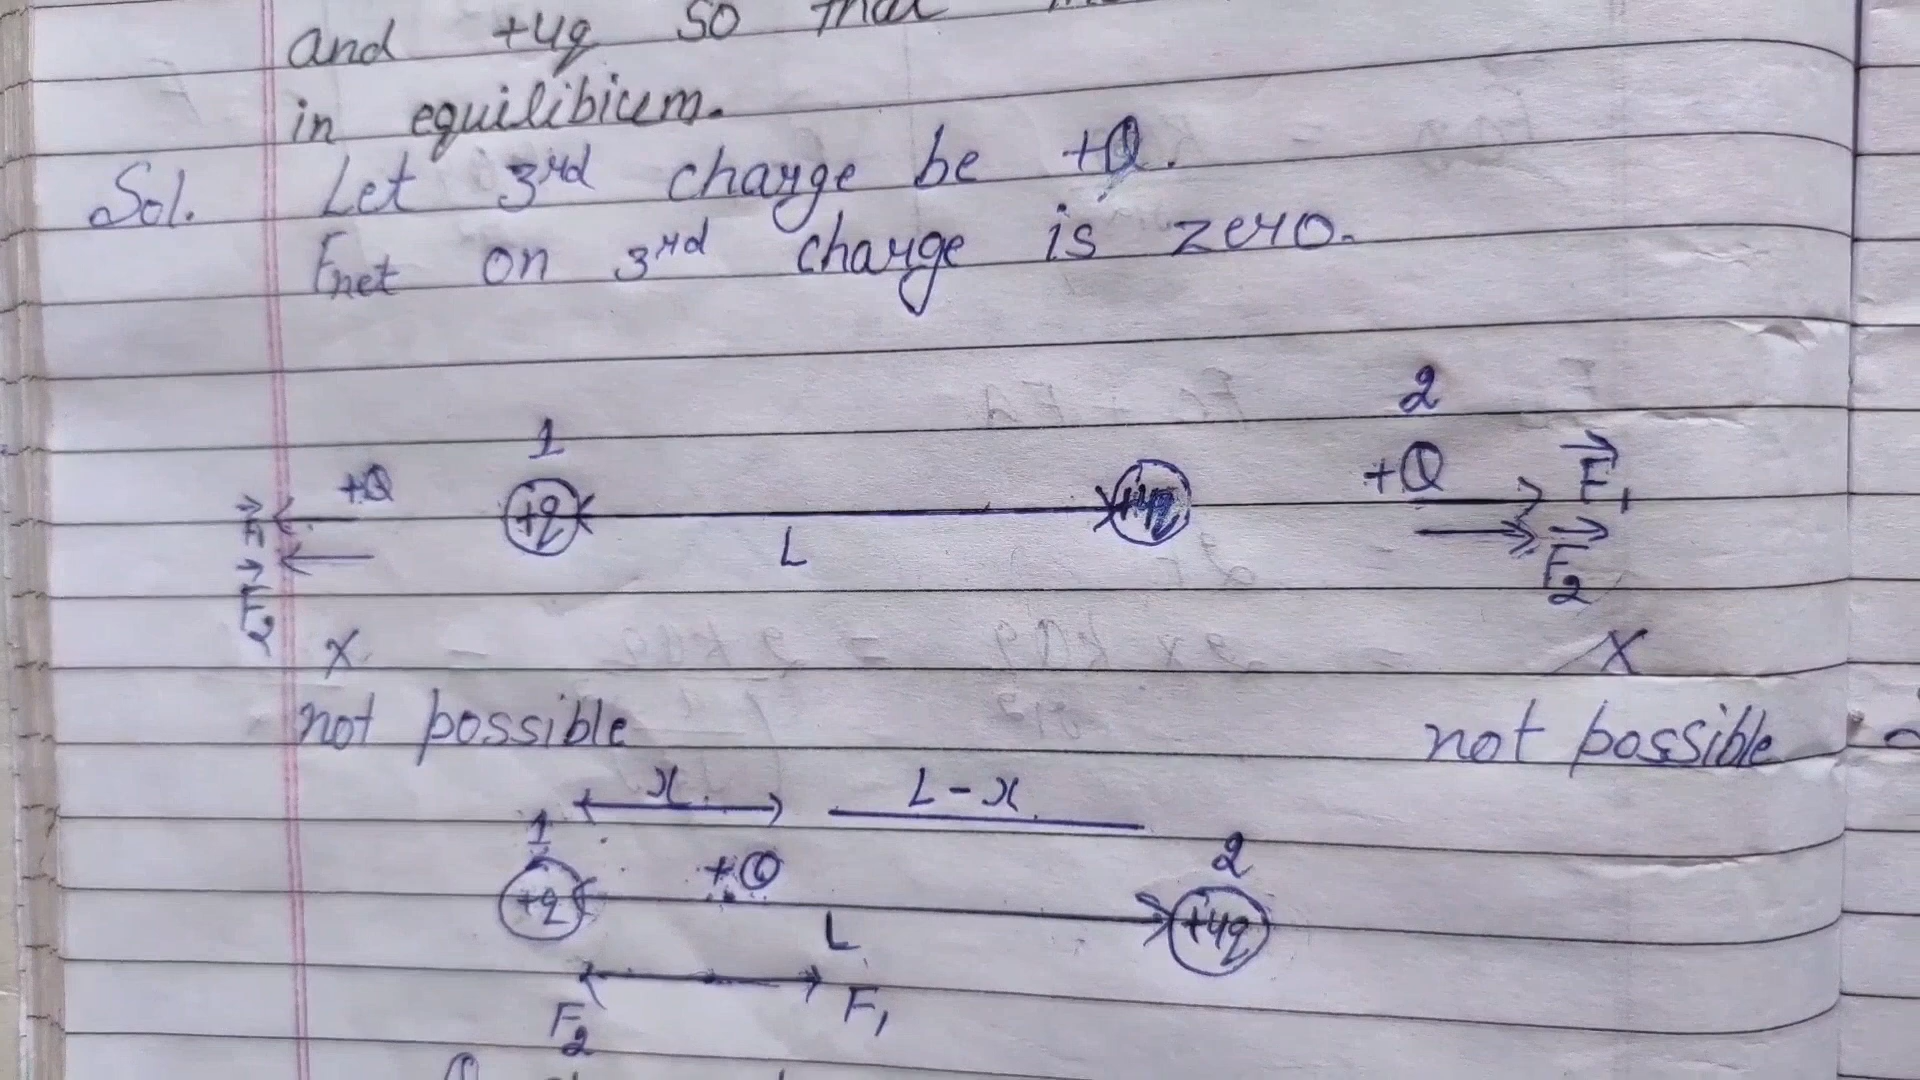 and +4q so that
in equilibium.
Sol. Let 3rd charge be +Q.
Fnet on 3rd charge is zero.
1 2
+Q +q +4q +Q F₁
L F₂
F₂
X X
not possible not possible
x L-x
1 +Q 2
+q +4q
L
F₂ F₁